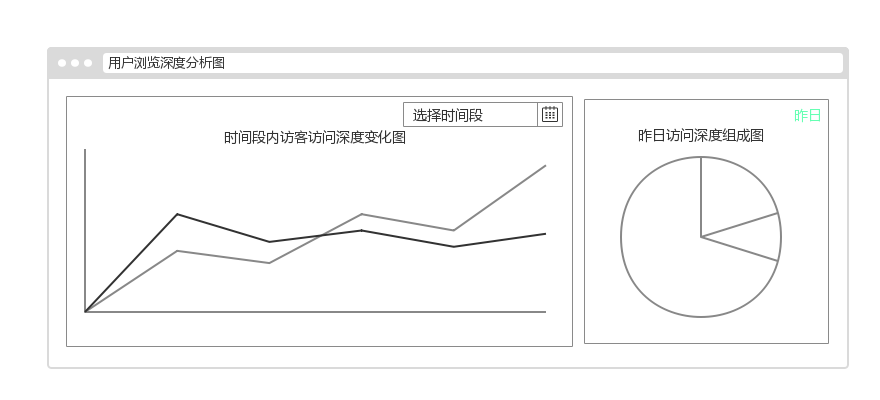 用户浏览深度分析图
选择时间段
时间段内访客访问深度变化图
昨日
昨日访问深度组成图